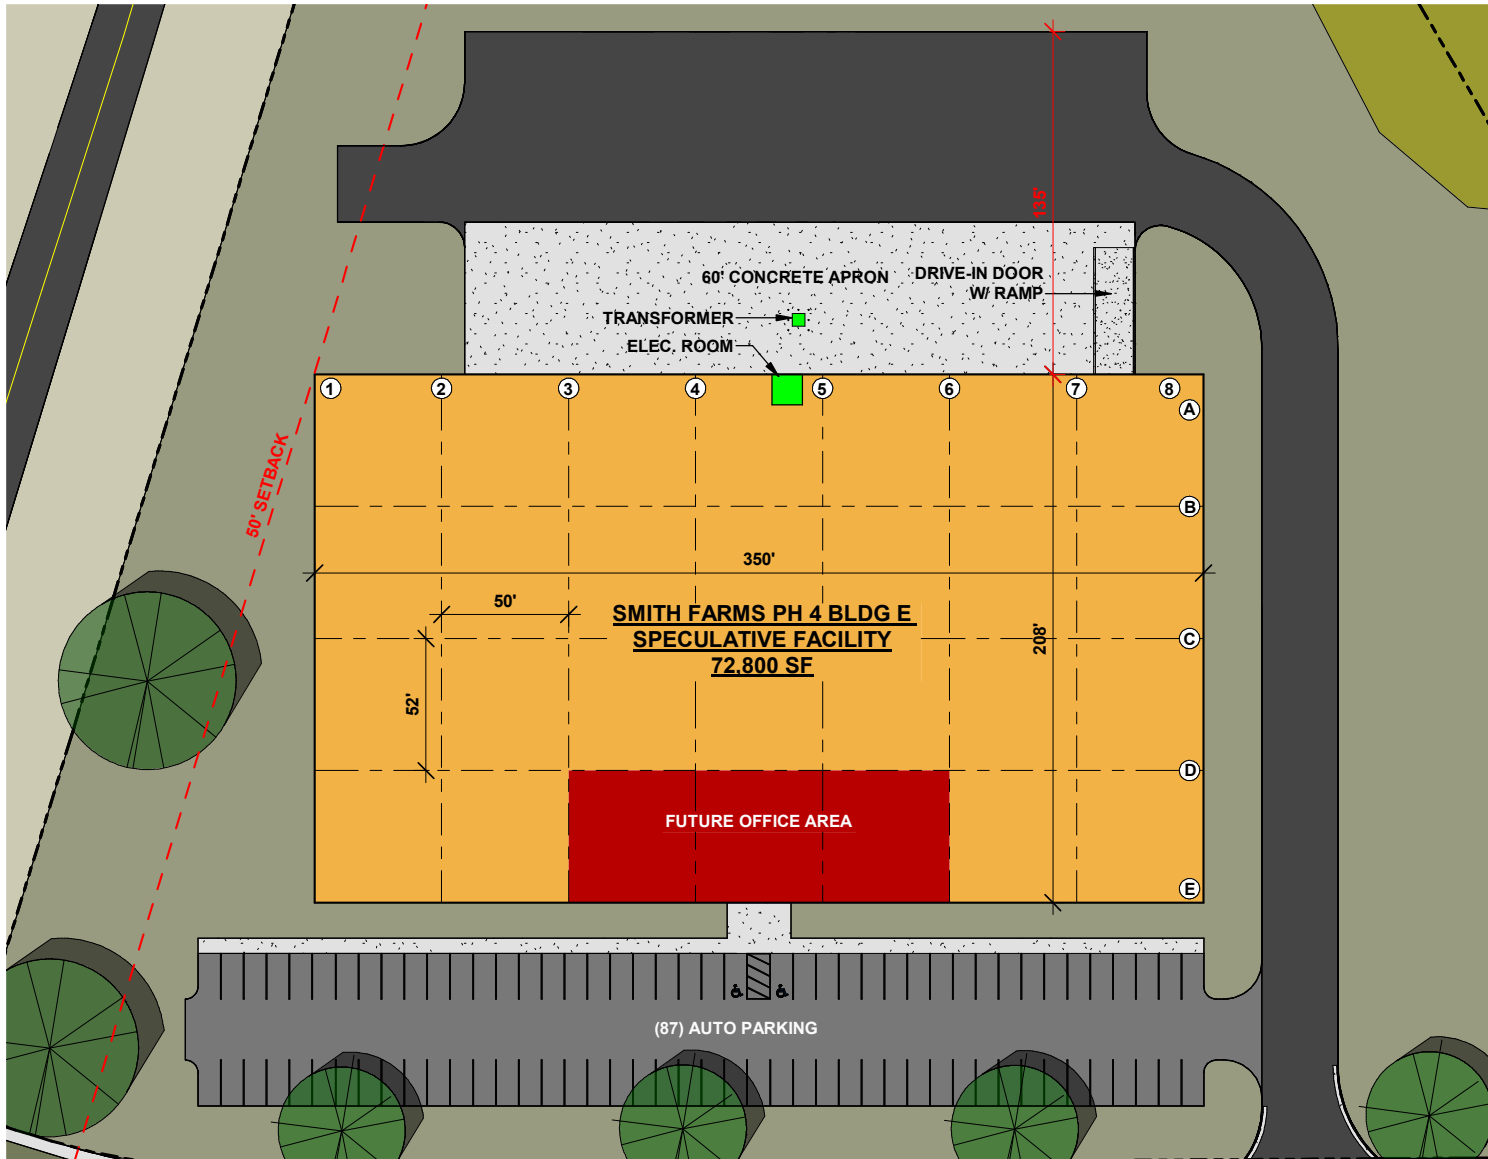 135'
60' CONCRETE APRON
DRIVE-IN DOOR
W/ RAMP
TRANSFORMER
ELEC. ROOM
1
2
3
4
5
6
7
8
A
50' SETBACK
B
350'
50'
SMITH FARMS PH 4 BLDG E
SPECULATIVE FACILITY
72,800 SF
C
208'
52'
D
FUTURE OFFICE AREA
E
(87) AUTO PARKING